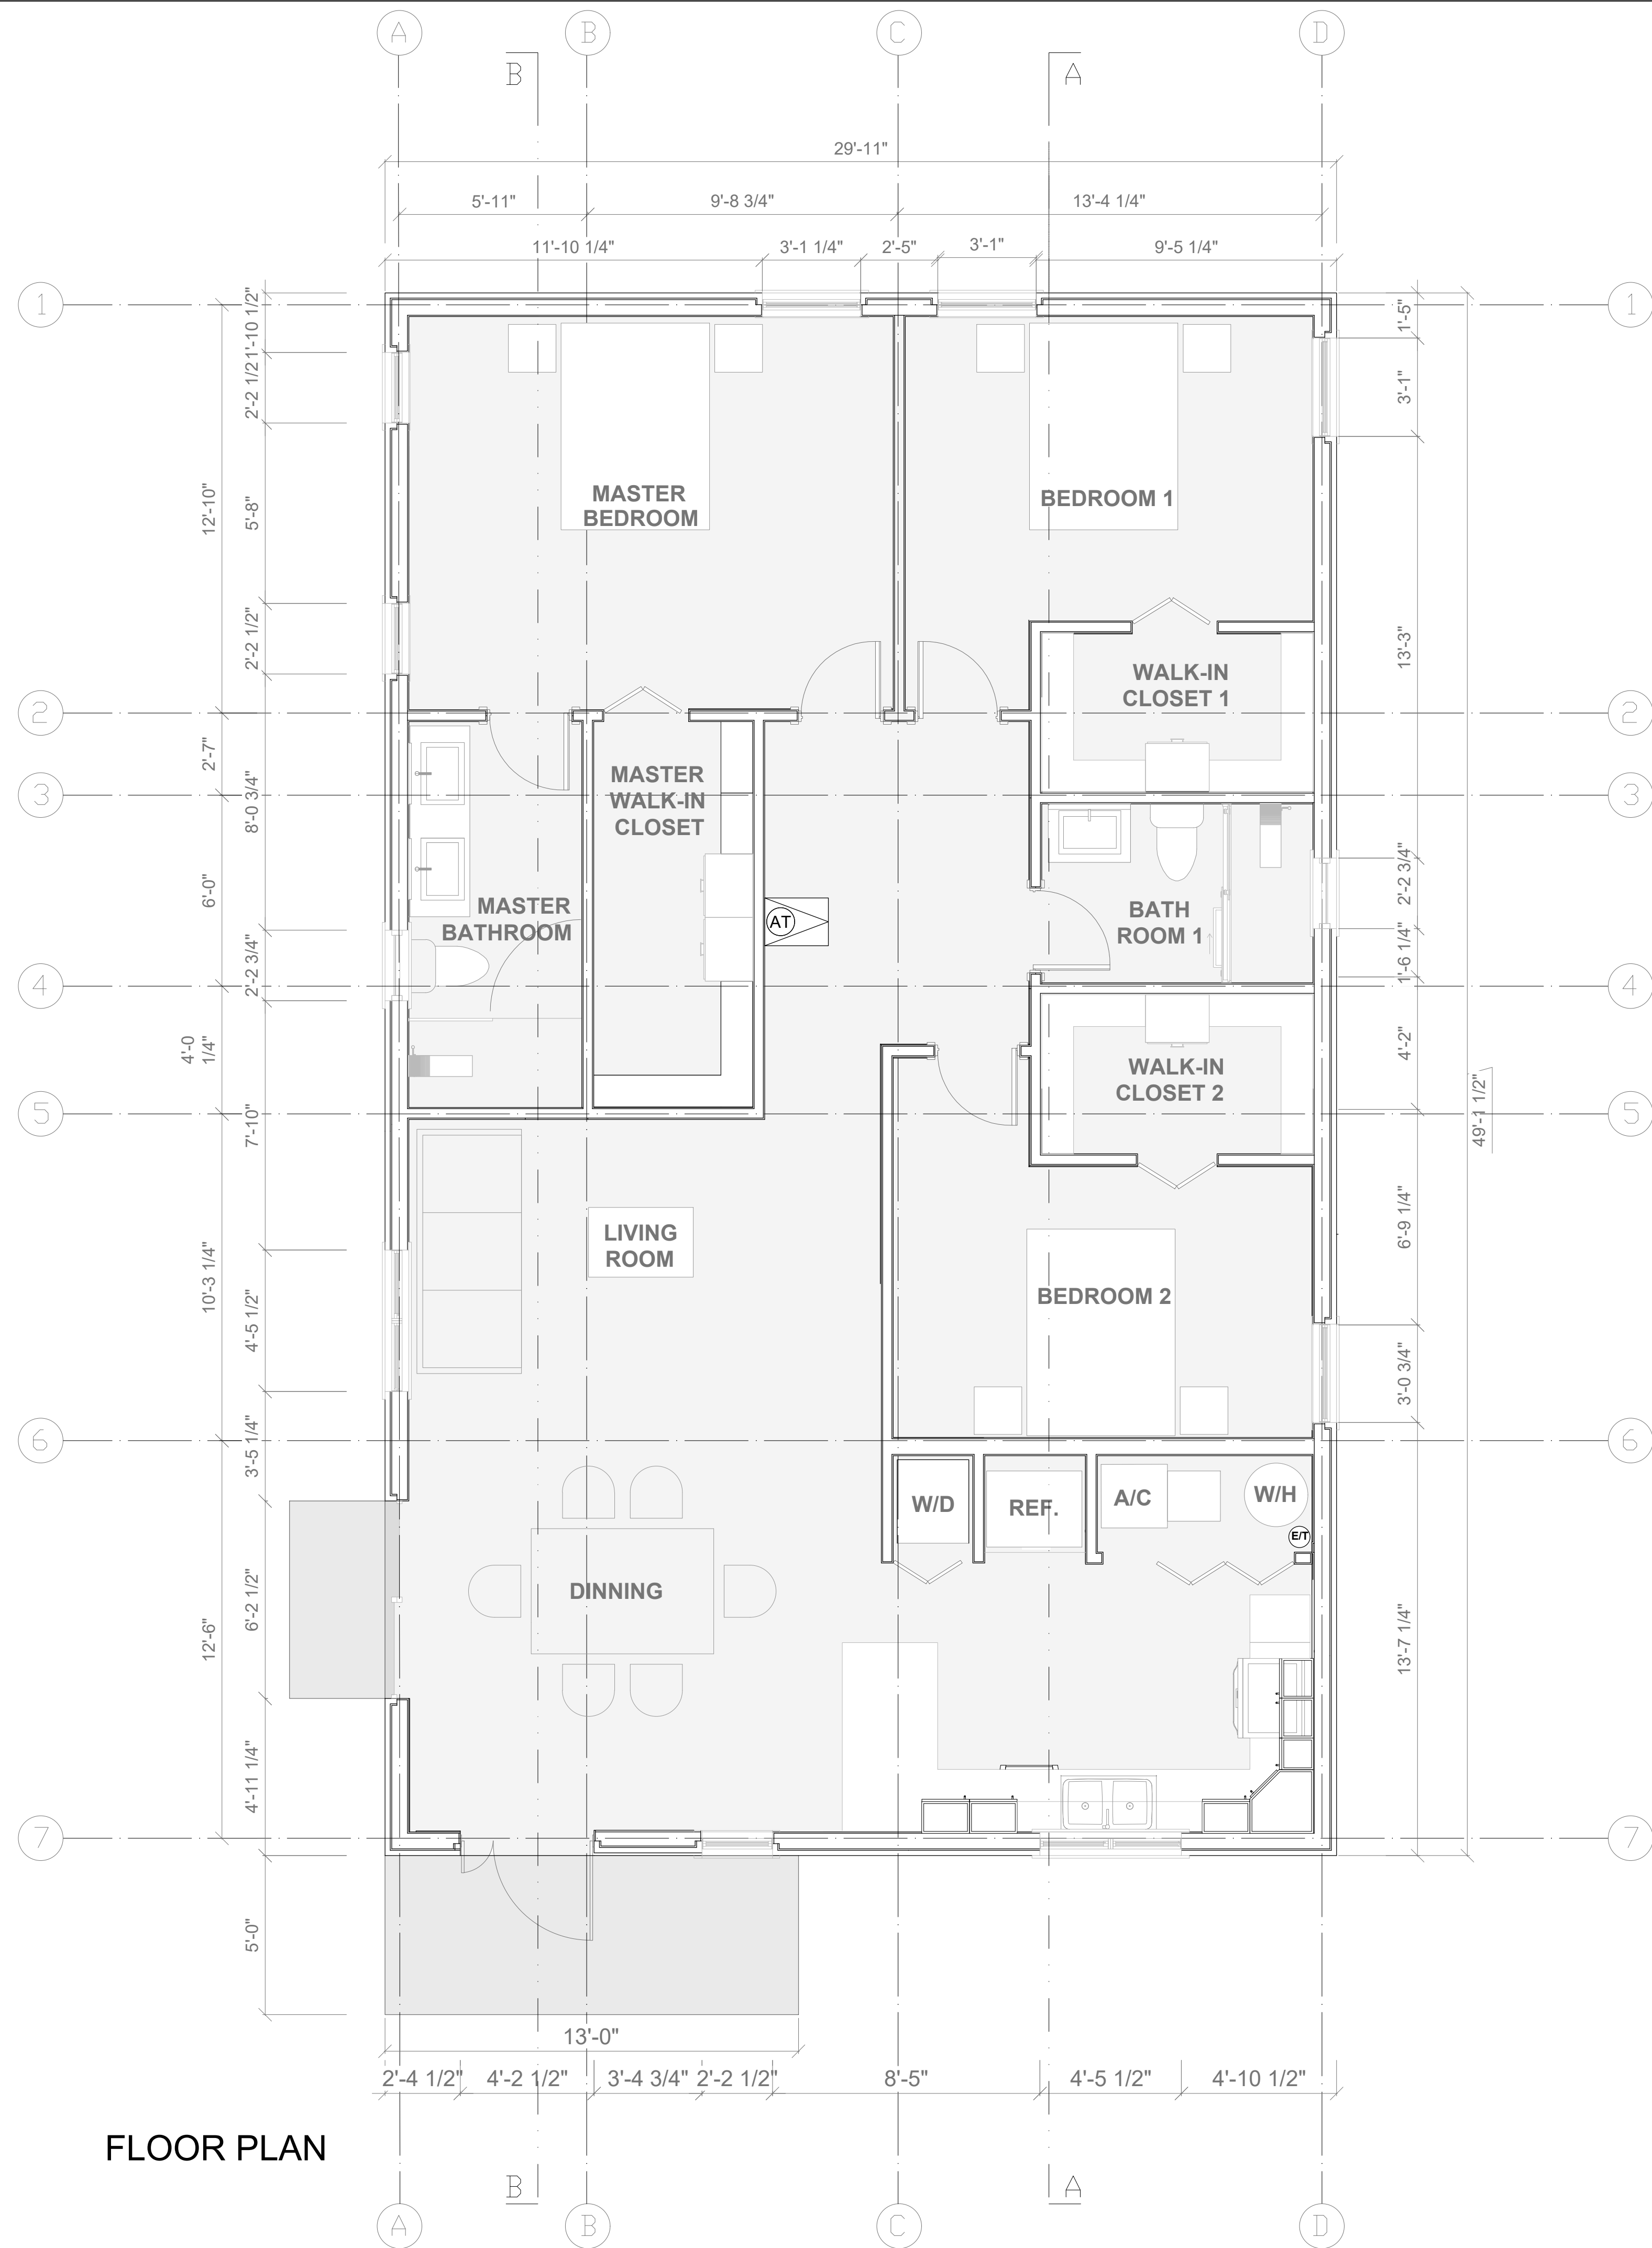 A
B
C
D
B
A
29'-11"
5'-11"
9'-8 3/4"
13'-4 1/4"
11'-10 1/4"
3'-1 1/4"
2'-5"
3'-1"
9'-5 1/4"
1
1
1'-10 1/2"
1'-5"
2'-2 1/2"
3'-1"
12'-10"
5'-8"
MASTER
BEDROOM
BEDROOM 1
2'-2 1/2"
13'-3"
WALK-IN
CLOSET 1
2
2
2'-7"
MASTER
WALK-IN
CLOSET
3
3
8'-0 3/4"
6'-0"
2'-2 3/4"
MASTER
BATHROOM
AT
BATH
ROOM 1
1'-6 1/4"
2'-2 3/4"
4
4
4'-0
1/4"
4'-2"
WALK-IN
CLOSET 2
5
5
7'-10"
49'-1 1/2"
LIVING
ROOM
6'-9 1/4"
10'-3 1/4"
4'-5 1/2"
BEDROOM 2
3'-0 3/4"
6
6
3'-5 1/4"
W/D
REF.
A/C
W/H
E/T
DINNING
6'-2 1/2"
12'-6"
13'-7 1/4"
4'-11 1/4"
7
7
5'-0"
13'-0"
2'-4 1/2"
4'-2 1/2"
3'-4 3/4"
2'-2 1/2"
8'-5"
4'-5 1/2"
4'-10 1/2"
FLOOR PLAN
B
A
A
B
C
D